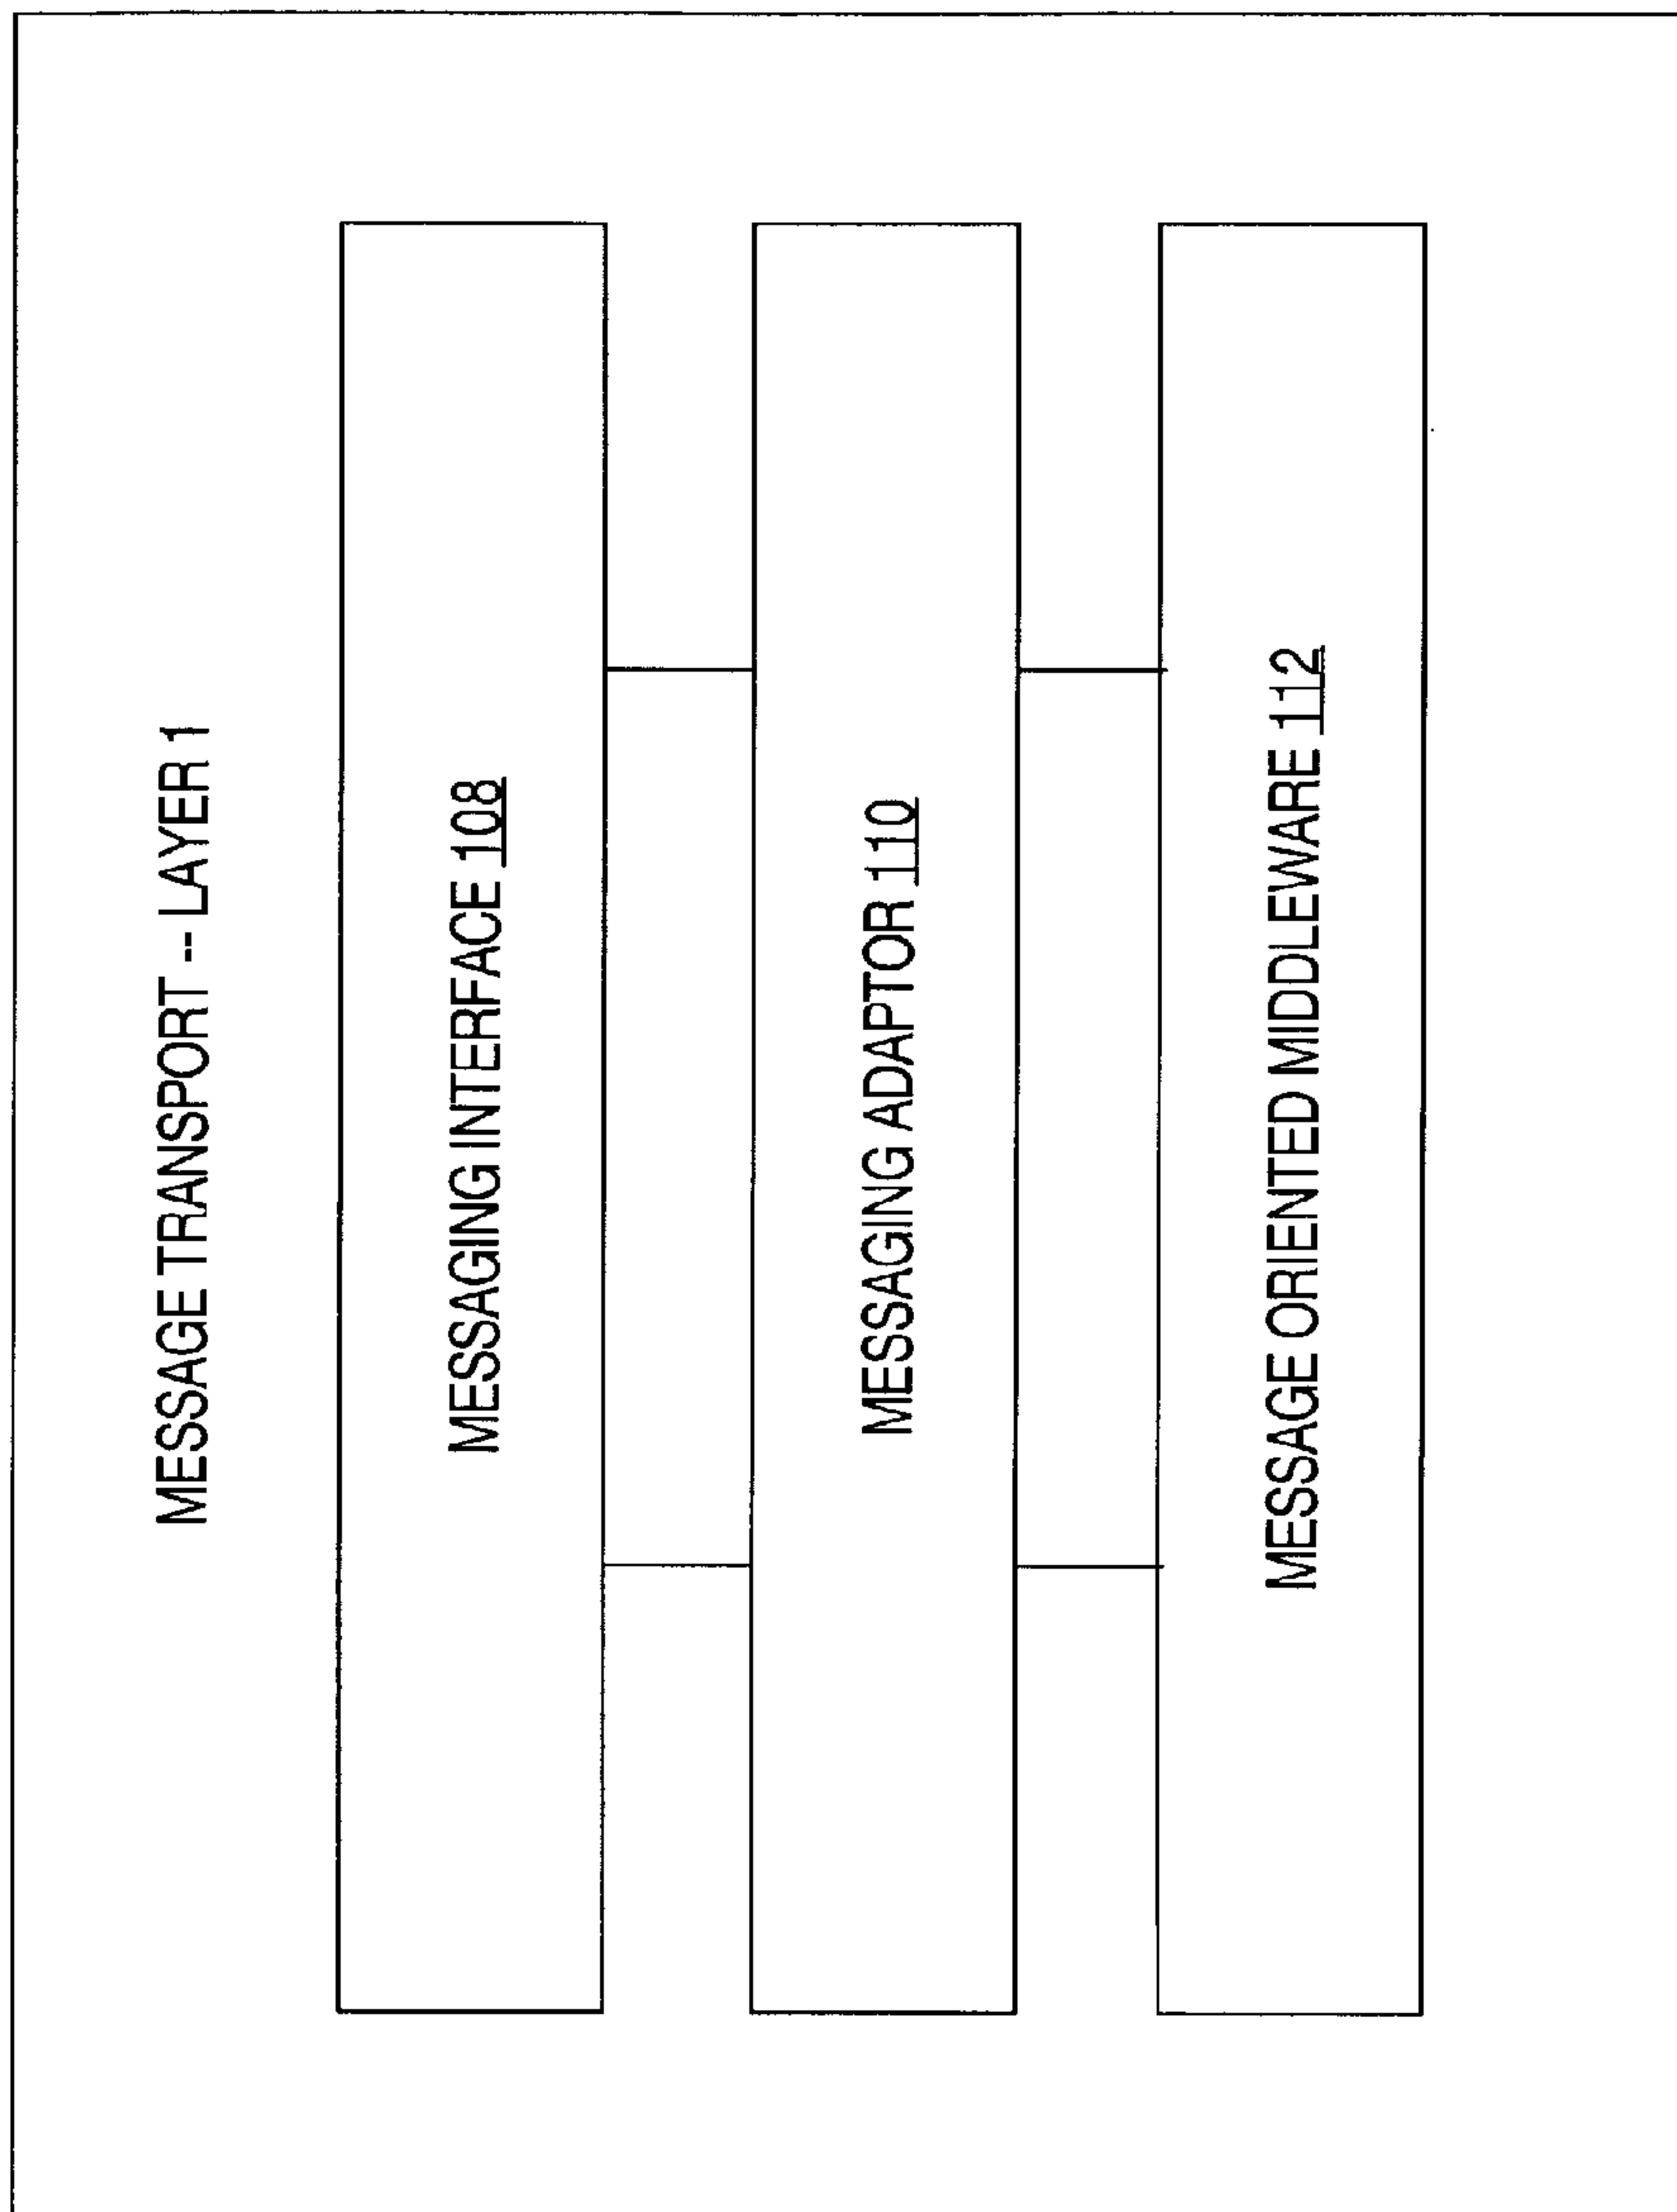 MESSAGE TRANSPORT -- LAYER 1
MESSAGING INTERFACE 108
MESSAGING ADAPTOR 110
MESSAGE ORIENTED MIDDLEWARE 112